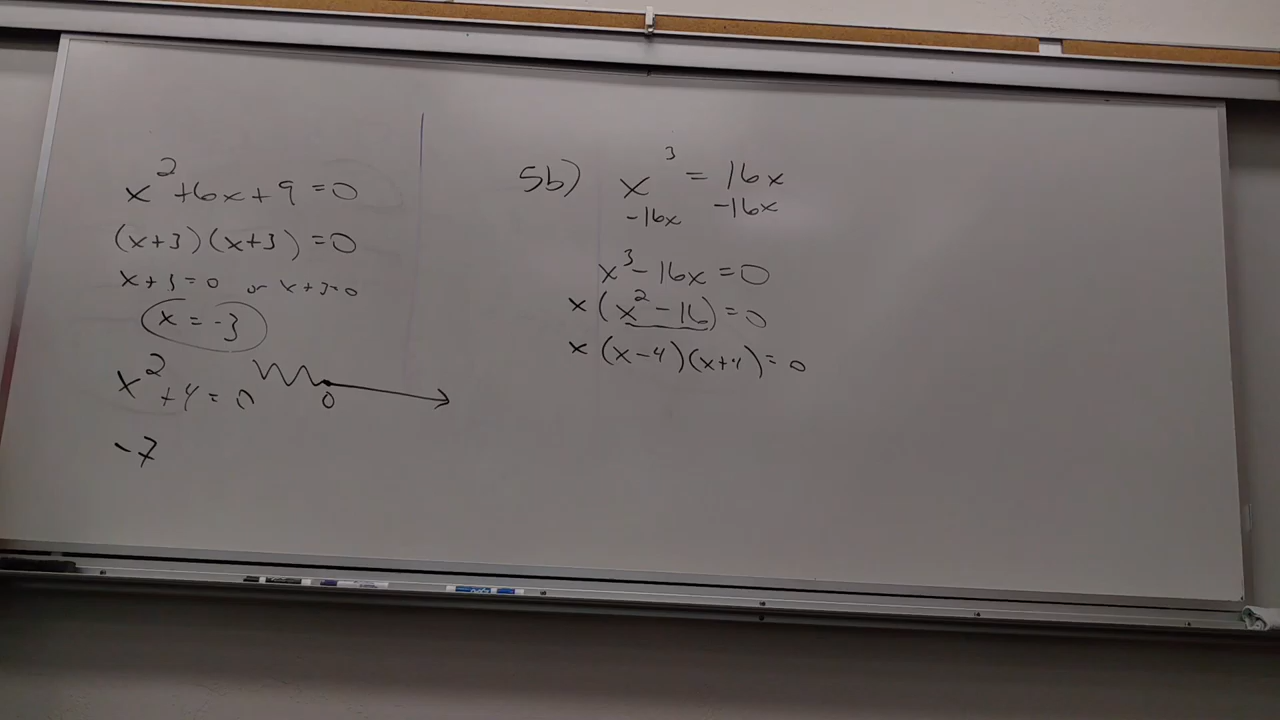 x² + 6x + 9 = 0
(x+3)(x+3) = 0
x+3=0 or x+3=0
x = -3
x² + 4 = 0
0
-7
5b) x³ = 16x
-16x -16x
x³ - 16x = 0
x(x² - 16) = 0
x(x-4)(x+4) = 0